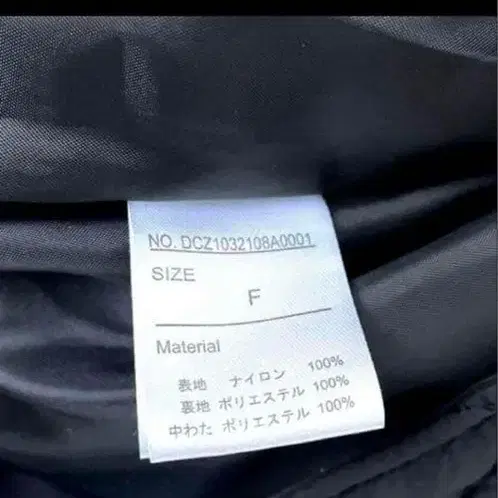 NO. DCZ1032108A0001
SIZE
F
Material
表地 ナイロン 100%
裏地 ポリエステル 100%
中わた ポリエステル 100%